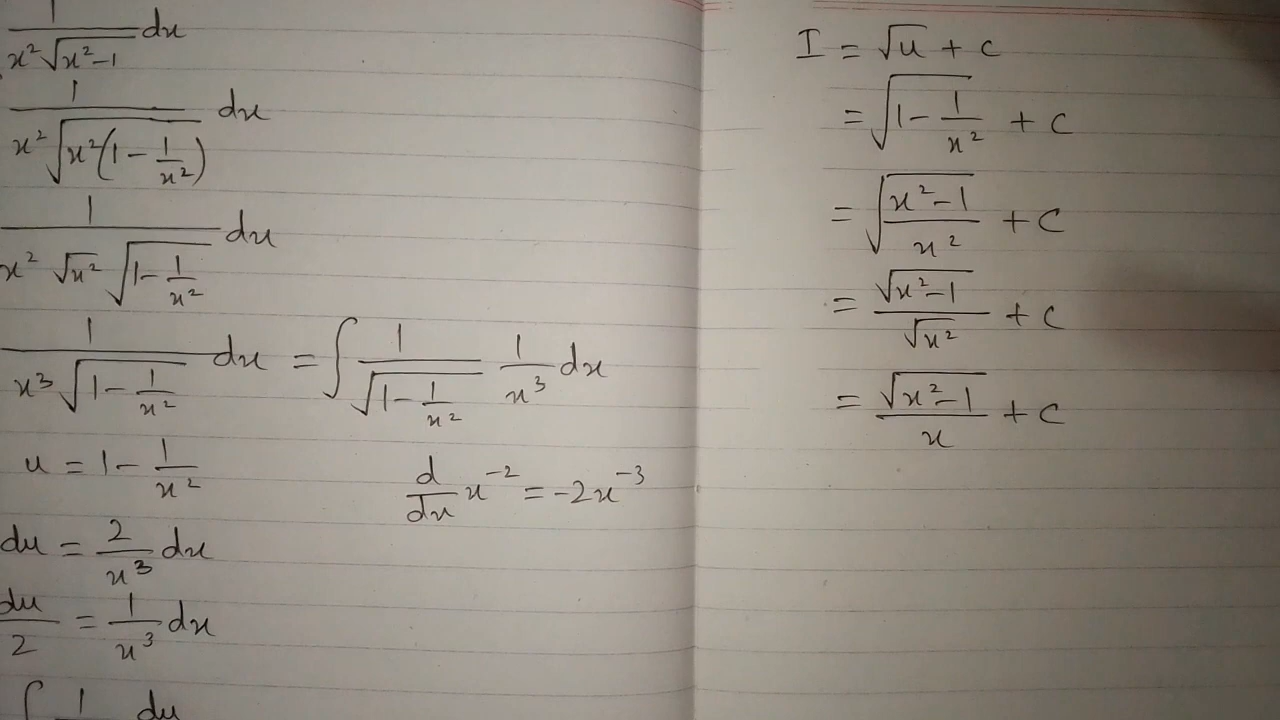 1/(x²√(x²-1)) dx
1/(x²√(x²(1 - 1/x²))) dx
1/(x² √x² √(1 - 1/x²)) dx
1/(x³√(1 - 1/x²)) dx = ∫ 1/√(1 - 1/x²) 1/x³ dx
u = 1 - 1/x²
d/dx x⁻² = -2x⁻³
du = 2/x³ dx
du/2 = 1/x³ dx
∫ 1 du
I = √u + c
= √(1 - 1/x²) + c
= √((x²-1)/x²) + c
= √(x²-1)/√x² + c
= √(x²-1)/x + c